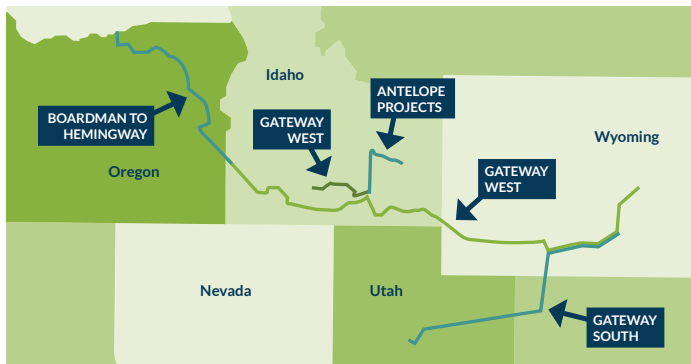 Idaho
ANTELOPE
PROJECTS
BOARDMAN TO
HEMINGWAY
GATEWAY
WEST
Wyoming
Oregon
GATEWAY
WEST
Nevada
Utah
GATEWAY
SOUTH